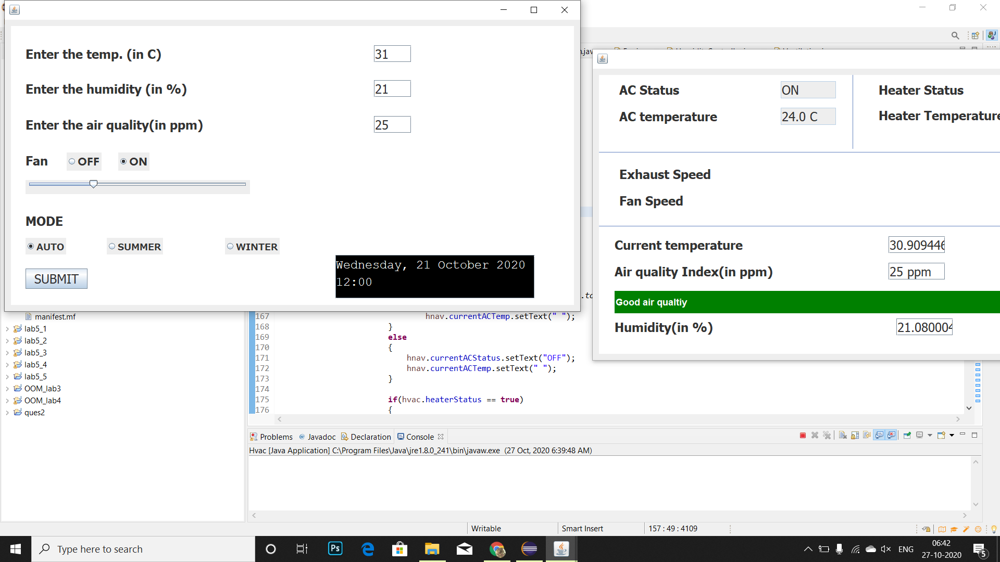 Enter the temp. (in C)
31
Enter the humidity (in %)
21
Enter the air quality(in ppm)
25
Fan
OFF
ON
MODE
AUTO
SUMMER
WINTER
SUBMIT
Wednesday, 21 October 2020
12:00
AC Status
ON
Heater Status
AC temperature
24.0 C
Heater Temperature
Exhaust Speed
Fan Speed
Current temperature
30.909446
Air quality Index(in ppm)
25 ppm
Good air qualtiy
Humidity(in %)
21.080004
manifest.mf
lab5_1
lab5_2
lab5_3
lab5_4
lab5_5
OOM_lab3
OOM_lab4
ques2
167 hnav.currentACTemp.setText(" ");
168 }
169 else
170 {
171 hnav.currentACStatus.setText("OFF");
172 hnav.currentACTemp.setText(" ");
173 }
174
175 if(hvac.heaterStatus == true)
176 {
Problems @ Javadoc Declaration Console
Hvac [Java Application] C:\Program Files\Java\jre1.8.0_241\bin\javaw.exe (27 Oct, 2020 6:39:48 AM)
Writable
Smart Insert
157 : 49 : 4109
Type here to search
Ps
ENG
06:42
27-10-2020
5